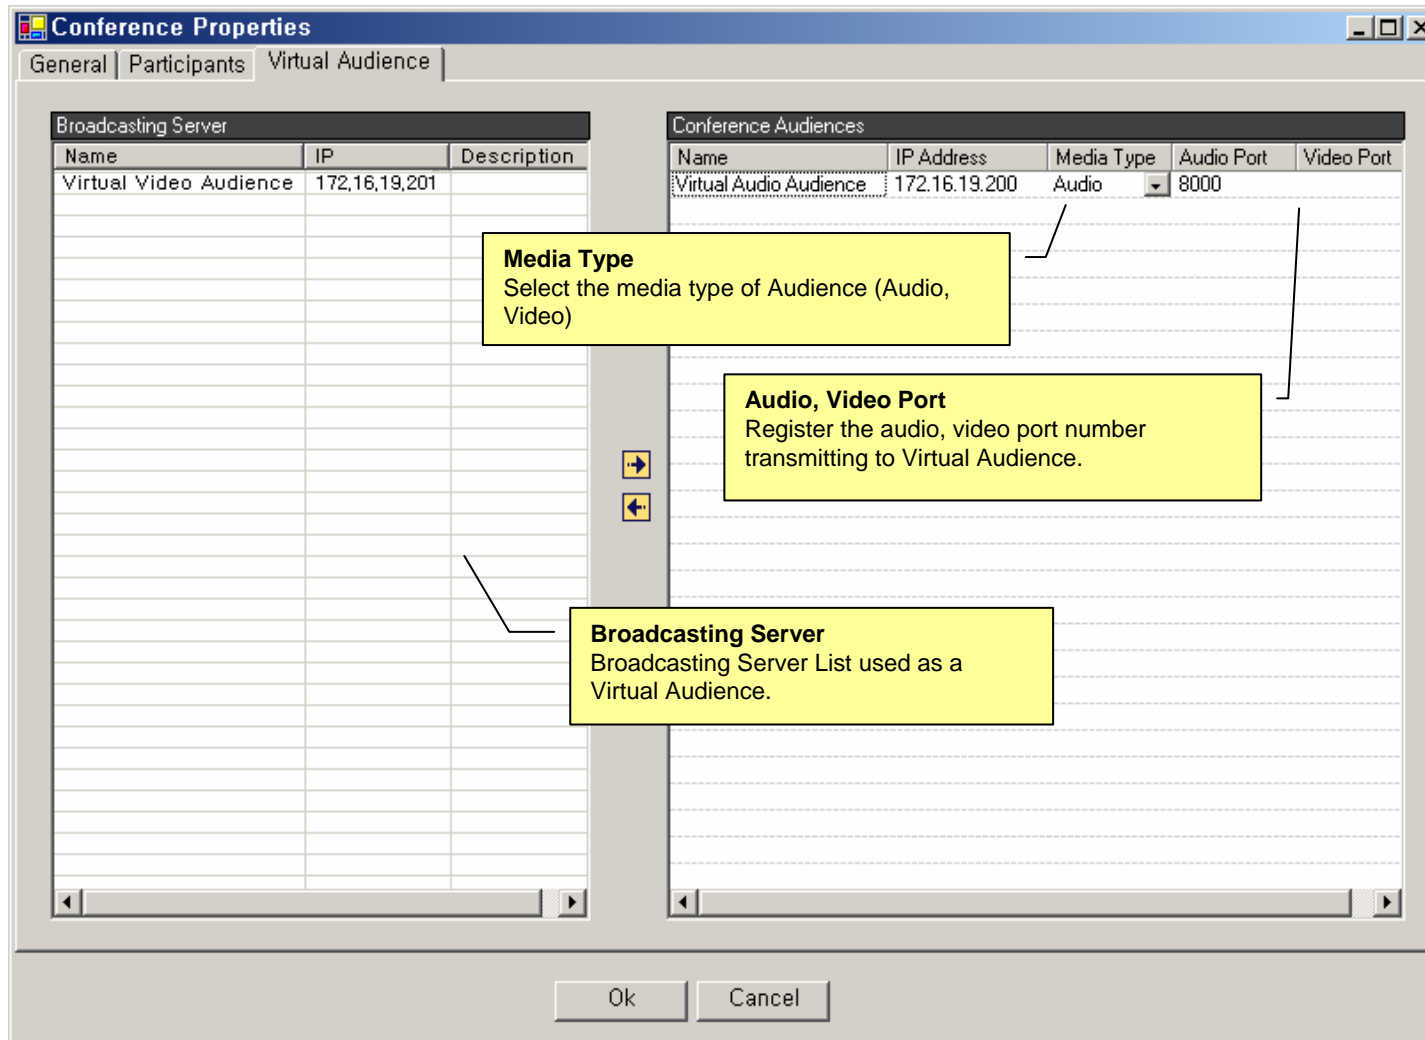 Conference Properties
General Participants Virtual Audience
Broadcasting Server
Name IP Description
Virtual Video Audience 172,16,19,201
Conference Audiences
Name IP Address Media Type Audio Port Video Port
Virtual Audio Audience 172.16.19.200 Audio 8000
Media Type
Select the media type of Audience (Audio,
Video)
Audio, Video Port
Register the audio, video port number
transmitting to Virtual Audience.
Broadcasting Server
Broadcasting Server List used as a
Virtual Audience.
Ok Cancel